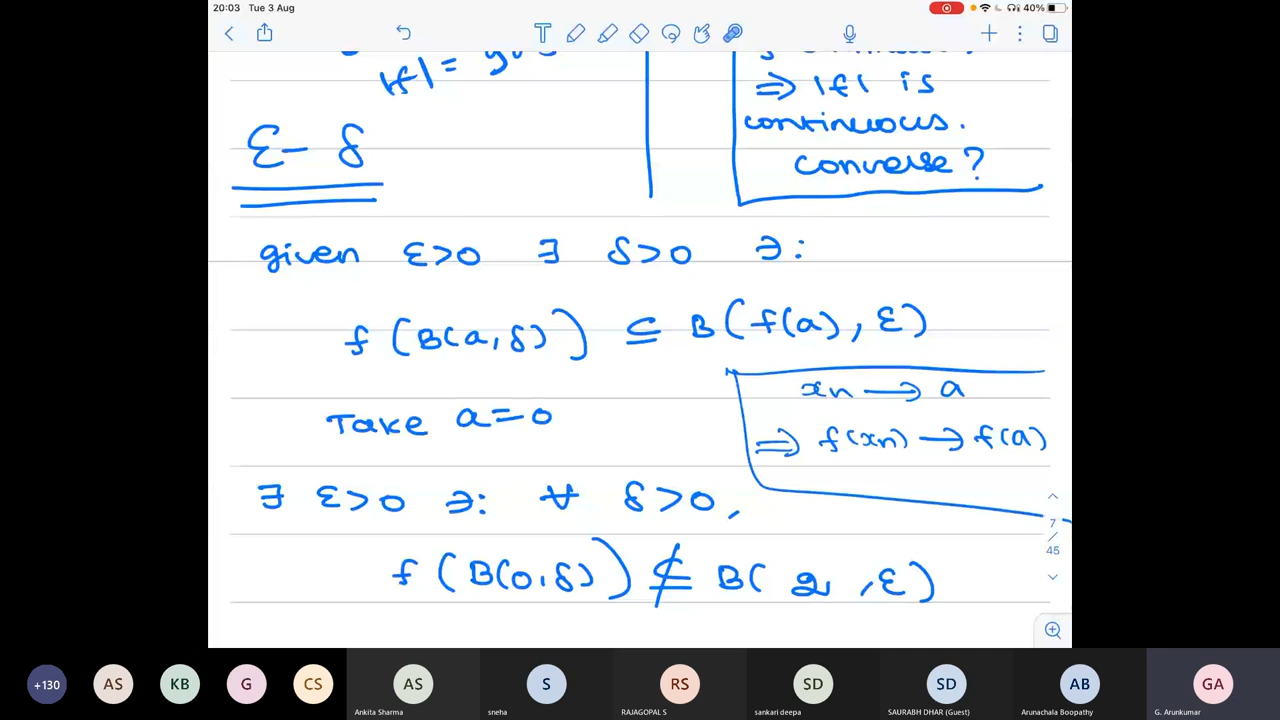 20:03 Tue 3 Aug
40%
|f| =
⇒ |f| is
continuous.
converse?
ε - δ
given ε>0 ∃ δ>0 ∋:
f (B(a,δ)) ⊆ B(f(a), ε)
xn → a
⇒ f(xn) → f(a)
Take a=0
∃ ε>0 ∋: ∀ δ>0,
f (B(0,δ)) ⊈ B( 2, ε)
7
/
45
+130
AS
KB
G
CS
AS
S
RS
SD
SD
AB
GA
Ankita Sharma
sneha
RAJAGOPAL S
sankari deepa
SAURABH DHAR (Guest)
Arunachala Boopathy
G. Arunkumar